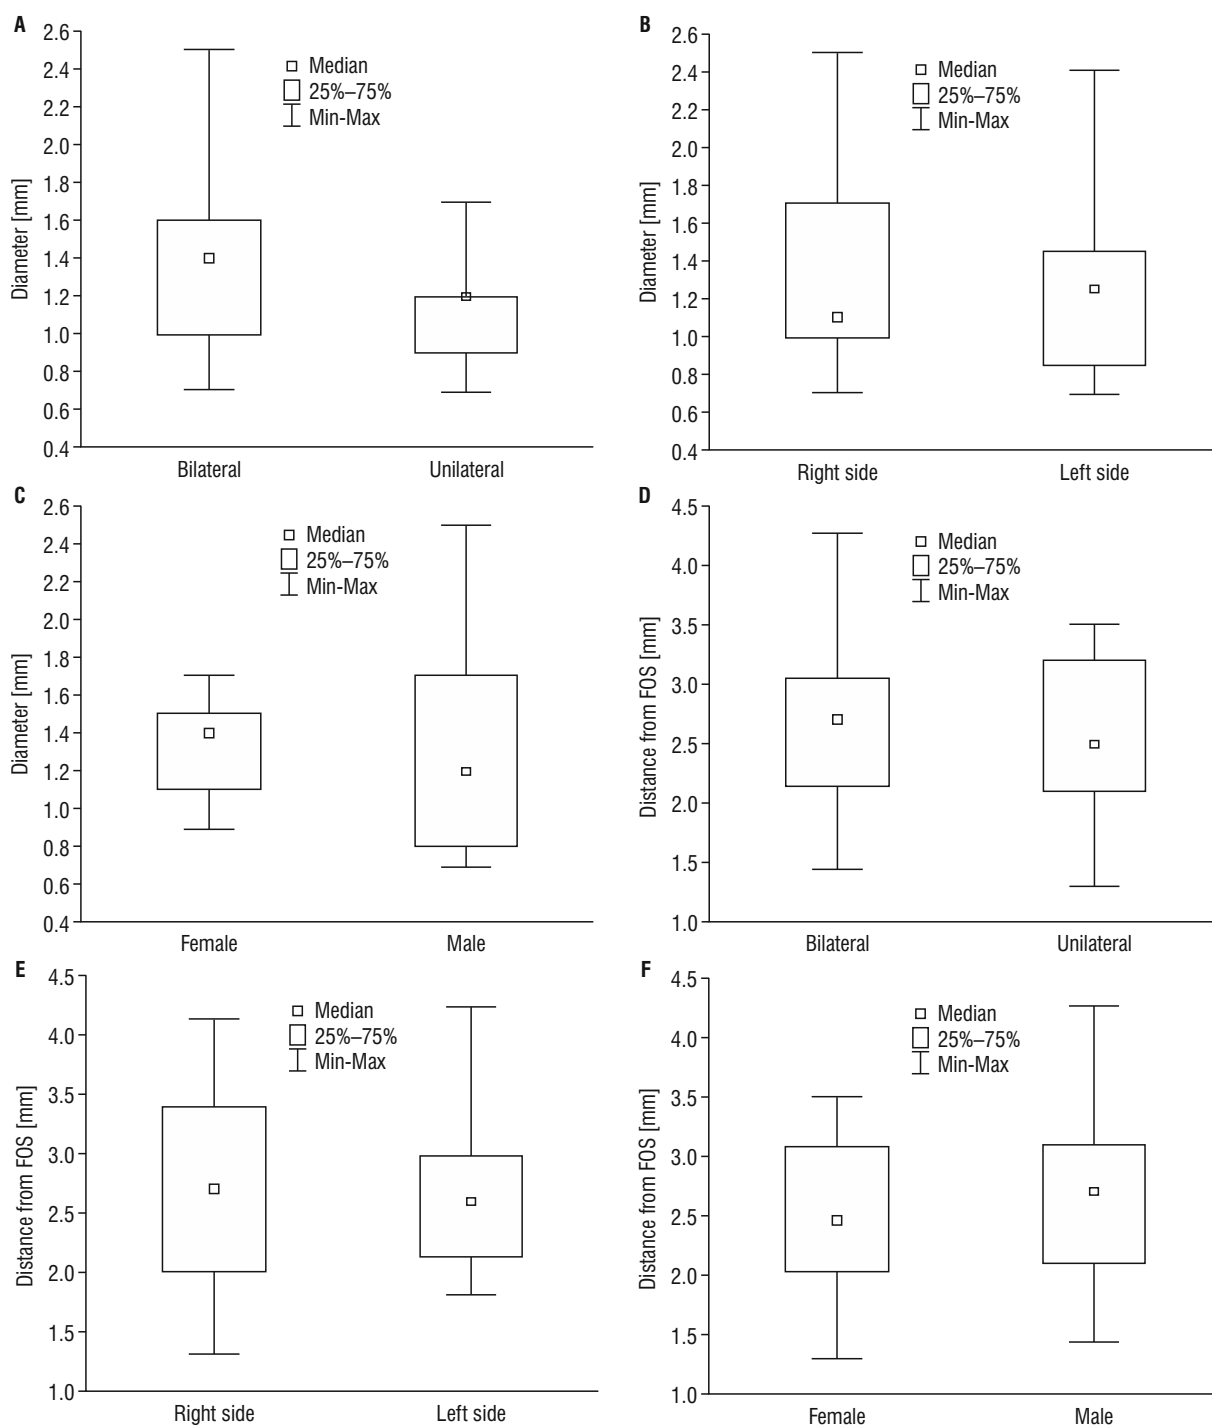 A
2.6
2.4
2.2
2.0
1.8
1.6
1.4
1.2
1.0
0.8
0.6
0.4
Diameter [mm]
Median
25%–75%
Min-Max
Bilateral
Unilateral
B
2.6
2.4
2.2
2.0
1.8
1.6
1.4
1.2
1.0
0.8
0.6
0.4
Diameter [mm]
Median
25%–75%
Min-Max
Right side
Left side
C
2.6
2.4
2.2
2.0
1.8
1.6
1.4
1.2
1.0
0.8
0.6
0.4
Diameter [mm]
Median
25%–75%
Min-Max
Female
Male
D
4.5
4.0
3.5
3.0
2.5
2.0
1.5
1.0
Distance from FOS [mm]
Median
25%–75%
Min-Max
Bilateral
Unilateral
E
4.5
4.0
3.5
3.0
2.5
2.0
1.5
1.0
Distance from FOS [mm]
Median
25%–75%
Min-Max
Right side
Left side
F
4.5
4.0
3.5
3.0
2.5
2.0
1.5
1.0
Distance from FOS [mm]
Median
25%–75%
Min-Max
Female
Male